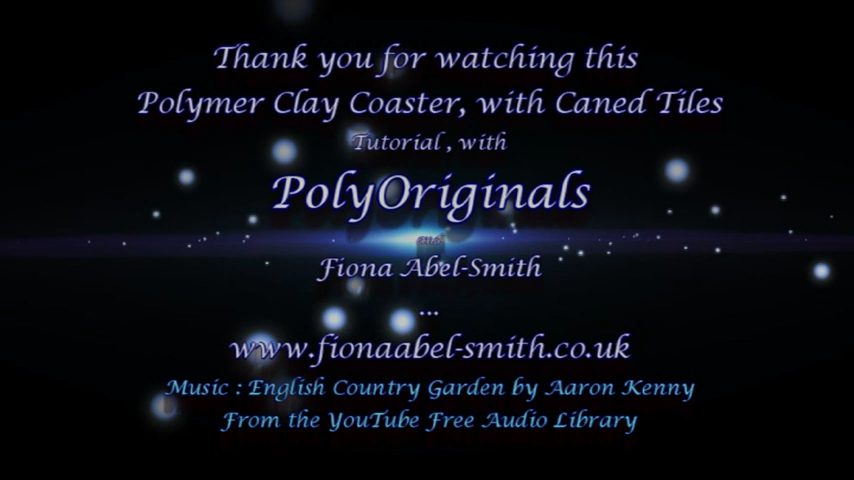 Thank you for watching this
Polymer Clay Coaster, with Caned Tiles
Tutorial , with
PolyOriginals
and
Fiona Abel-Smith
...
www.fionaabel-smith.co.uk
Music : English Country Garden by Aaron Kenny
From the YouTube Free Audio Library